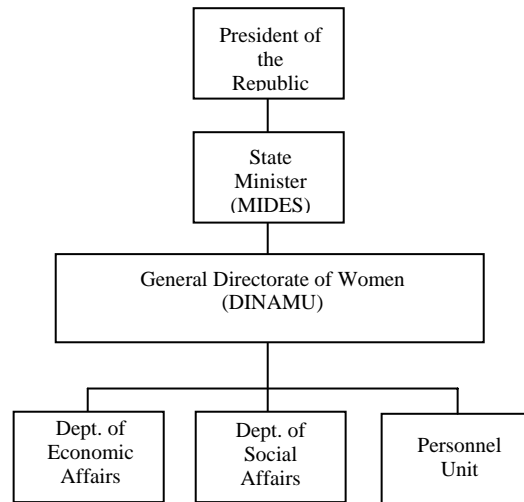 President of
the
Republic
State
Minister
(MIDES)
General Directorate of Women
(DINAMU)
Dept. of
Economic
Affairs
Dept. of
Social
Affairs
Personnel
Unit